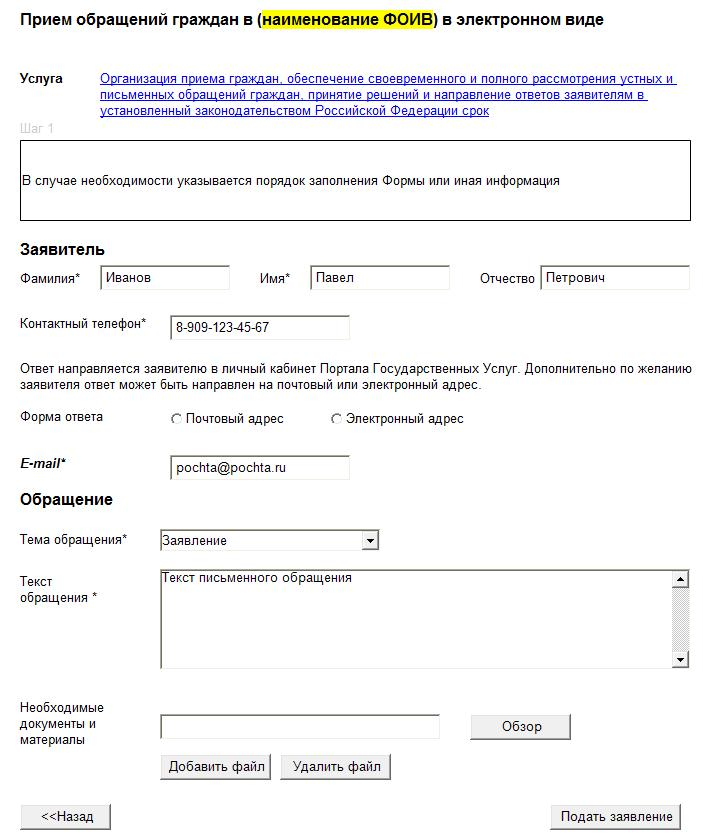 Прием обращений граждан в (наименование ФОИВ) в электронном виде
Услуга Организация приема граждан, обеспечение своевременного и полного рассмотрения устных и
письменных обращений граждан, принятие решений и направление ответов заявителям в
установленный законодательством Российской Федерации срок
Шаг 1
В случае необходимости указывается порядок заполнения Формы или иная информация
Заявитель
Фамилия* Иванов Имя* Павел Отчество Петрович
Контактный телефон* 8-909-123-45-67
Ответ направляется заявителю в личный кабинет Портала Государственных Услуг. Дополнительно по желанию
заявителя ответ может быть направлен на почтовый или электронный адрес.
Форма ответа Почтовый адрес Электронный адрес
E-mail* pochta@pochta.ru
Обращение
Тема обращения* Заявление
Текст
обращения *
Текст письменного обращения
Необходимые
документы и
материалы
Обзор
Добавить файл Удалить файл
<<Назад Подать заявление